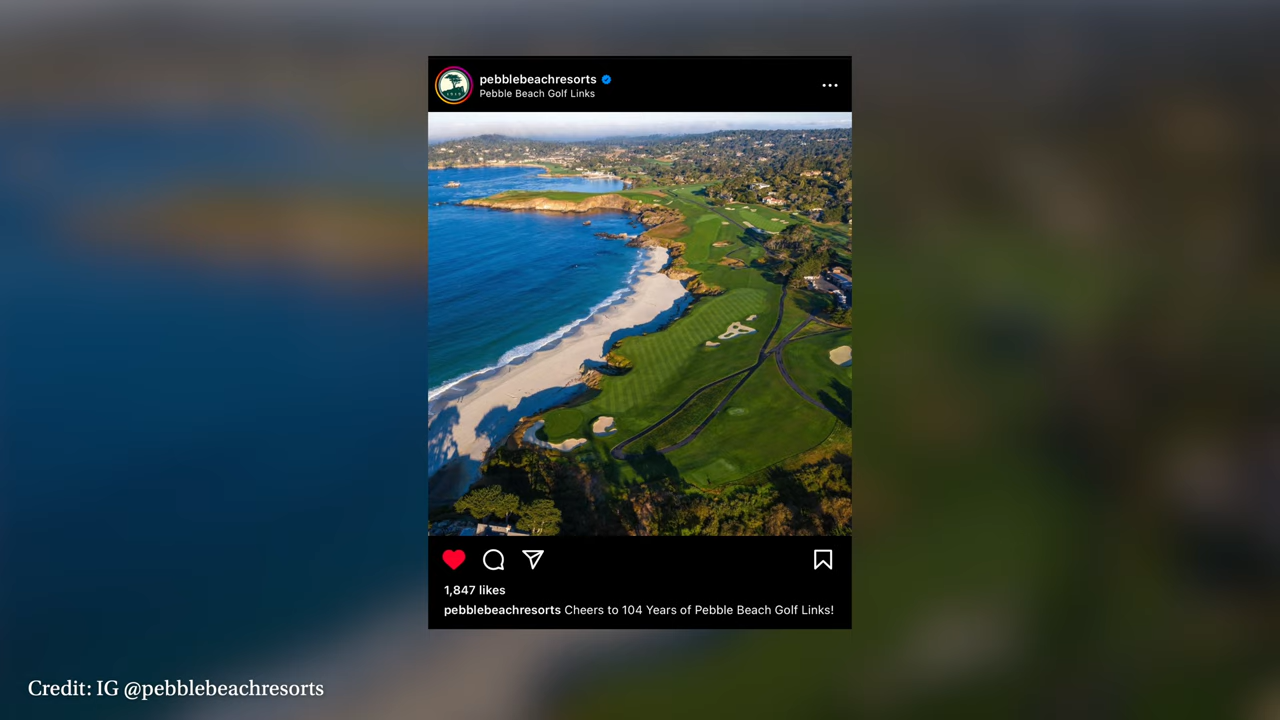 pebblebeachresorts
Pebble Beach Golf Links
1,847 likes
pebblebeachresorts Cheers to 104 Years of Pebble Beach Golf Links!
Credit: IG @pebblebeachresorts